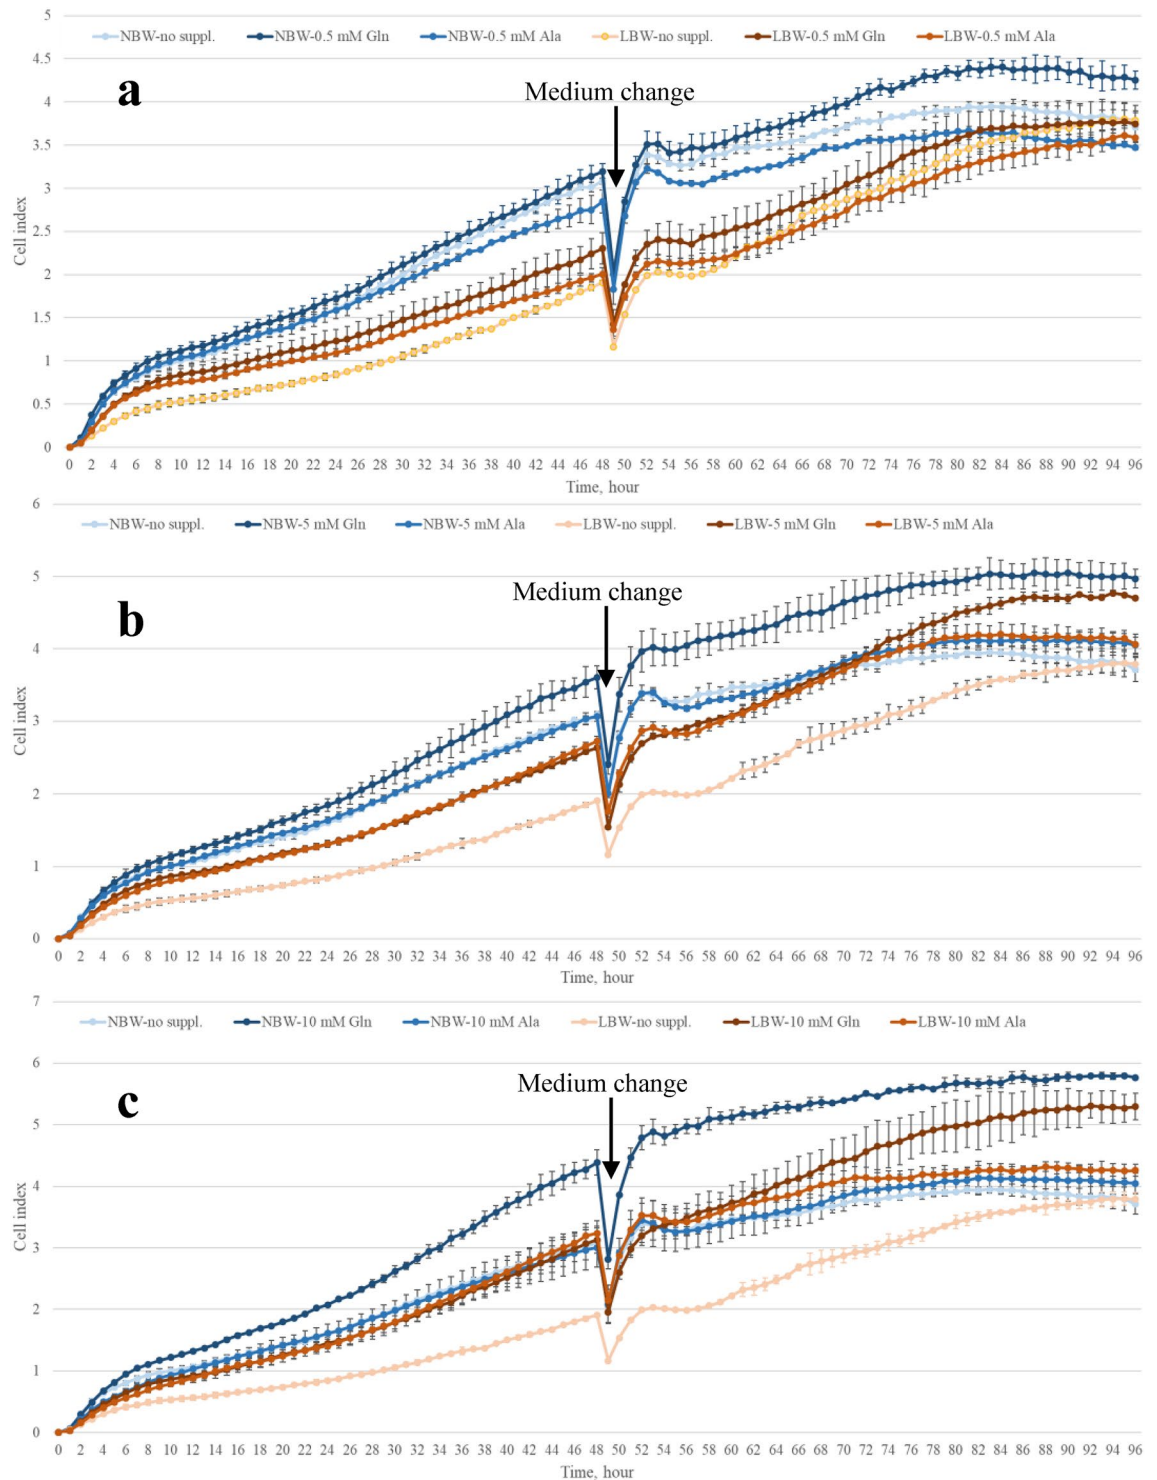 5
NBW-no suppl. NBW-0.5 mM Gln NBW-0.5 mM Ala LBW-no suppl. LBW-0.5 mM Gln LBW-0.5 mM Ala
4.5
a
Medium change
4
3.5
3
2.5
2
1.5
1
0.5
0
Cell index
0 2 4 6 8 10 12 14 16 18 20 22 24 26 28 30 32 34 36 38 40 42 44 46 48 50 52 54 56 58 60 62 64 66 68 70 72 74 76 78 80 82 84 86 88 90 92 94 96
Time, hour
6
NBW-no suppl. NBW-5 mM Gln NBW-5 mM Ala LBW-no suppl. LBW-5 mM Gln LBW-5 mM Ala
5
Medium change
b
4
3
2
1
0
Cell index
0 2 4 6 8 10 12 14 16 18 20 22 24 26 28 30 32 34 36 38 40 42 44 46 48 50 52 54 56 58 60 62 64 66 68 70 72 74 76 78 80 82 84 86 88 90 92 94 96
Time, hour
7
NBW-no suppl. NBW-10 mM Gln NBW-10 mM Ala LBW-no suppl. LBW-10 mM Gln LBW-10 mM Ala
6
Medium change
c
5
4
3
2
1
0
Cell index
0 2 4 6 8 10 12 14 16 18 20 22 24 26 28 30 32 34 36 38 40 42 44 46 48 50 52 54 56 58 60 62 64 66 68 70 72 74 76 78 80 82 84 86 88 90 92 94 96
Time, hour